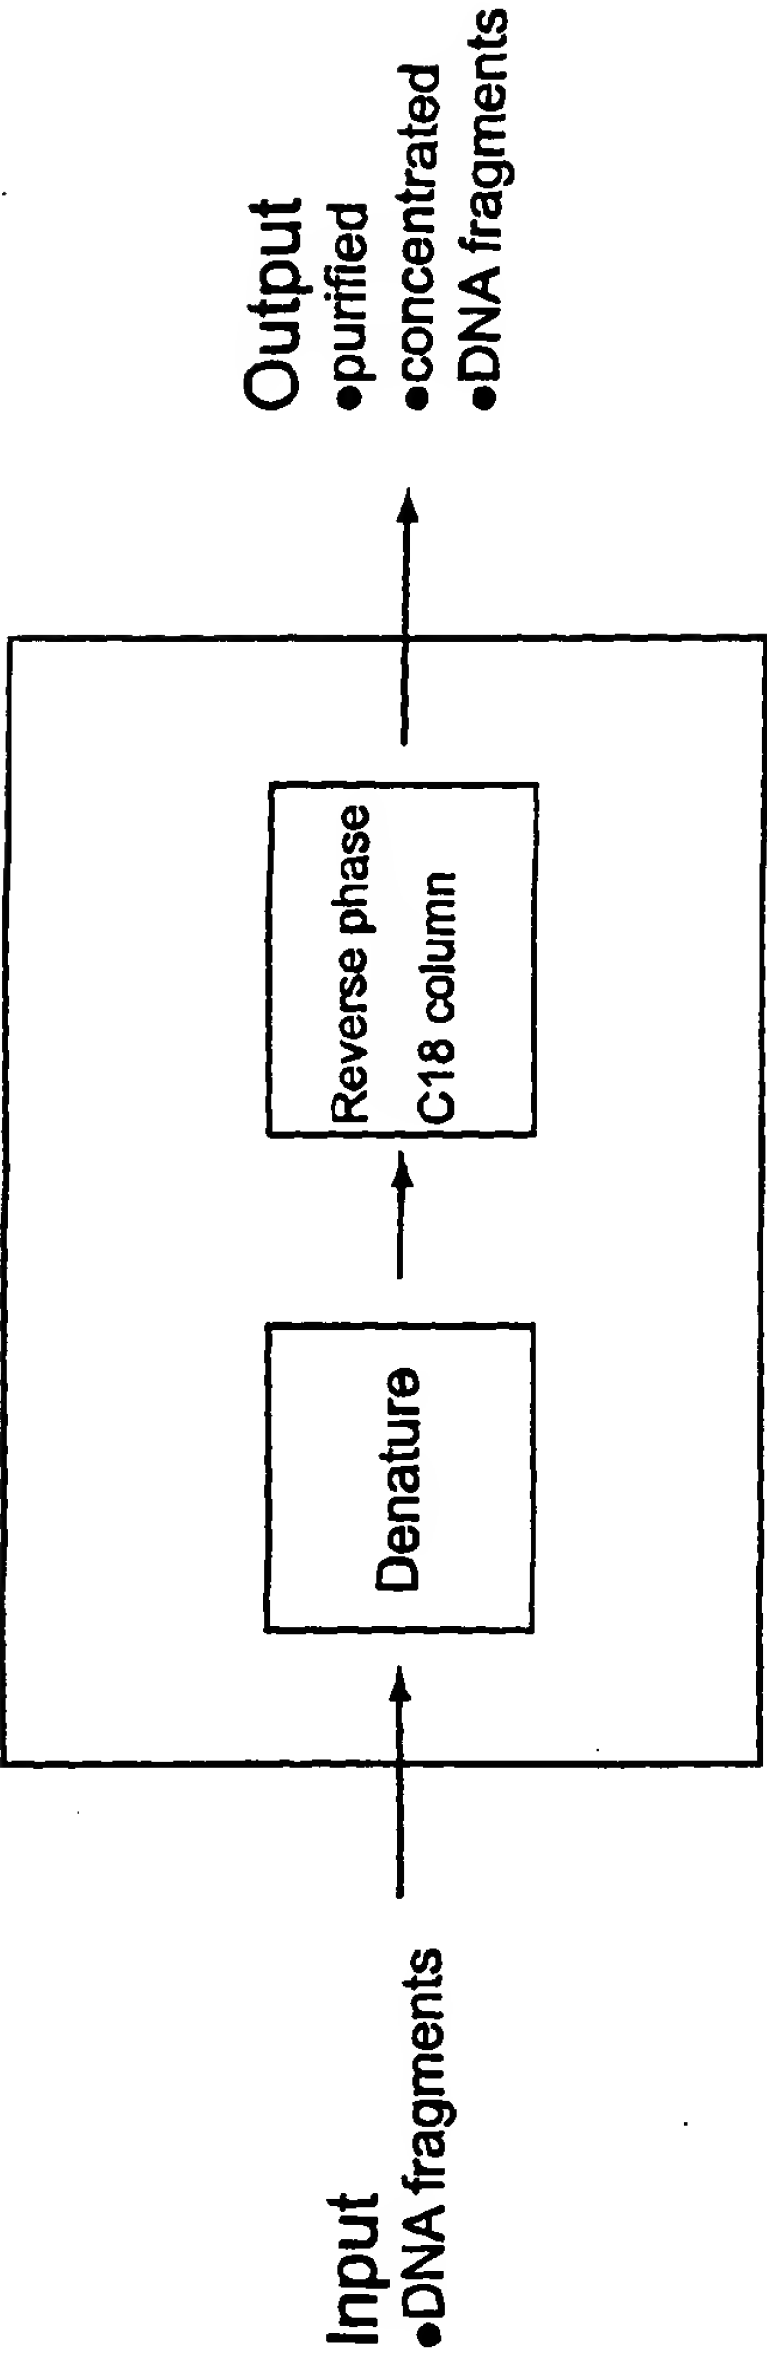 Input
•DNA fragments
Denature
Reverse phase
C18 column
Output
•purified
•concentrated
•DNA fragments